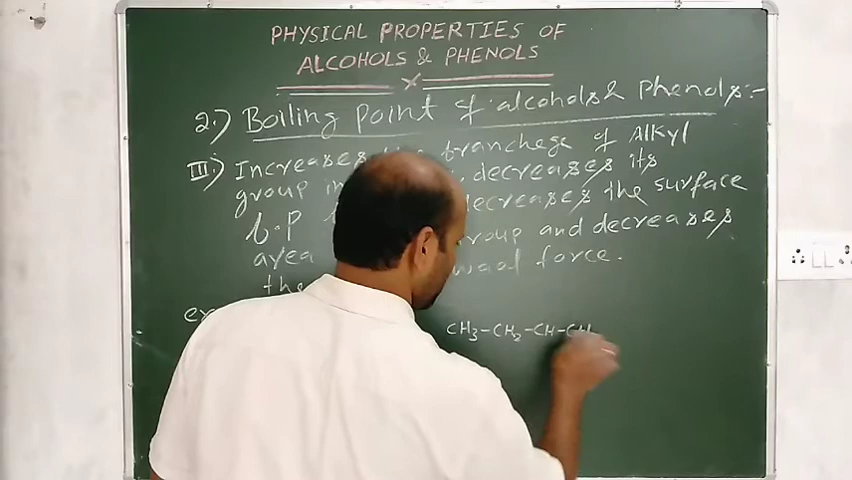 PHYSICAL PROPERTIES OF
ALCOHOLS & PHENOLS
2.) Boiling point of alcohols & Phenols:-
III.) Increases the branchege of Alkyl
group in decreases its
b.p decreases the surface
area group and decreases
the waal force.
ex
CH3-CH2-CH-CH